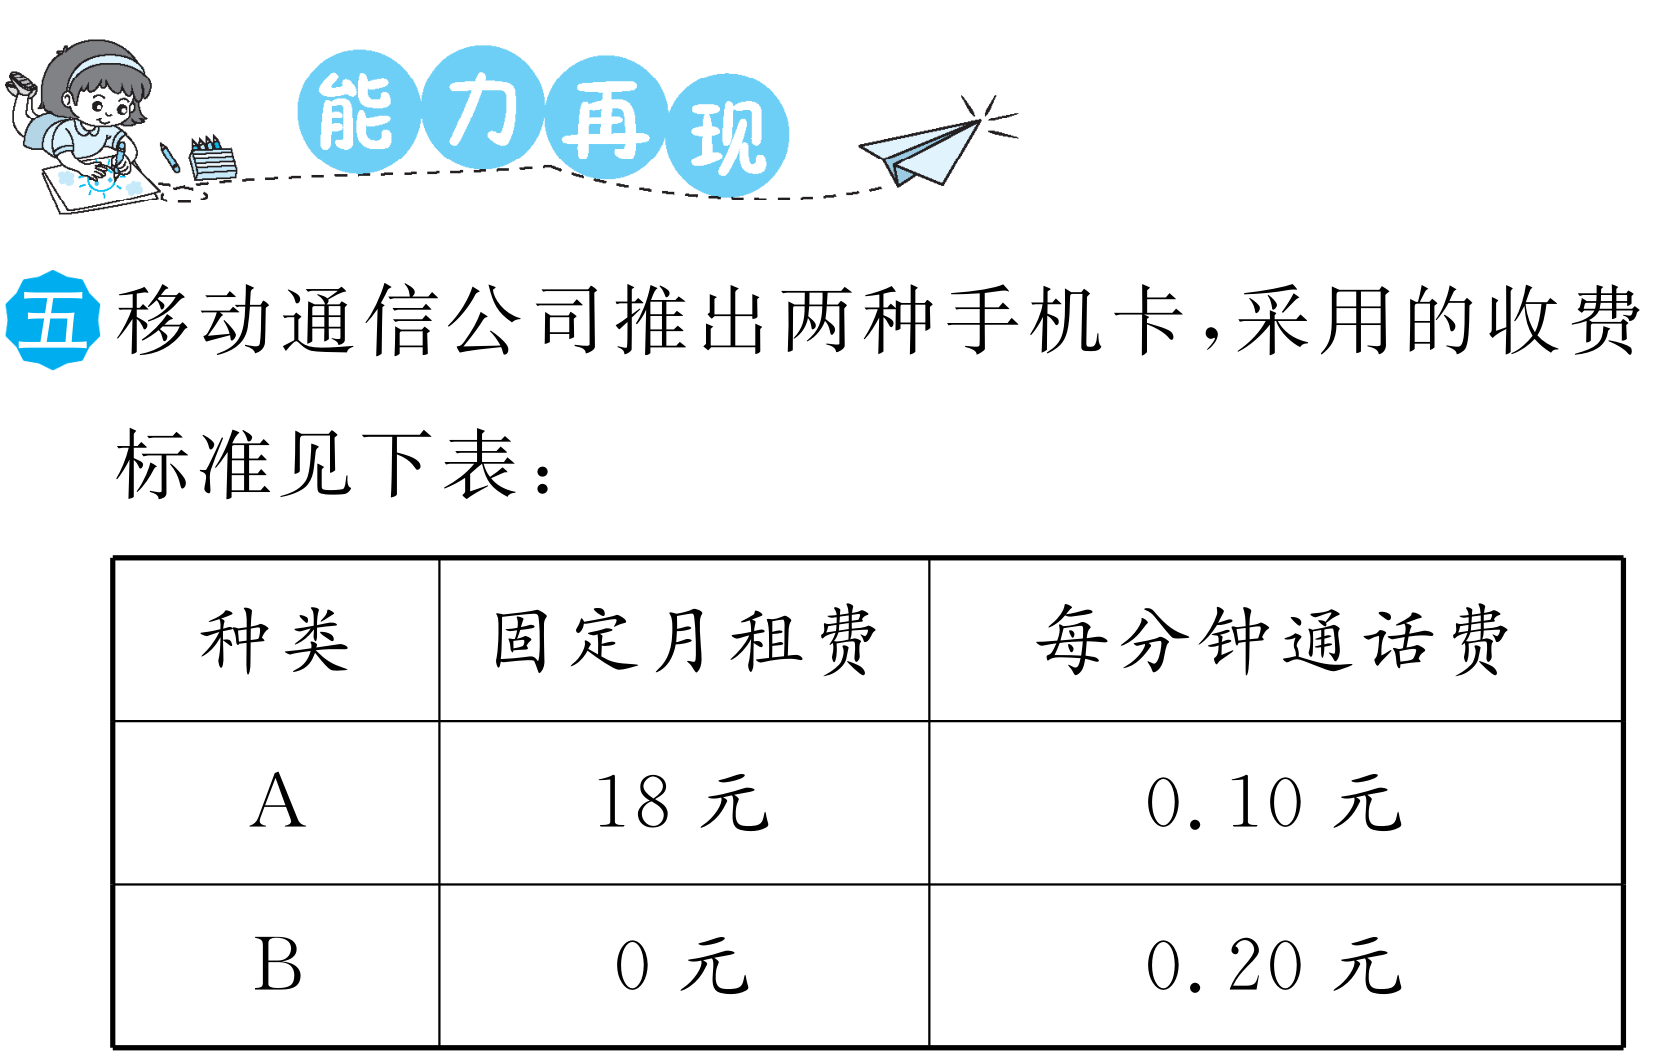 能力再现
五 移动通信公司推出两种手机卡,采用的收费
标准见下表:
种类 固定月租费 每分钟通话费
A 18 元 0.10 元
B 0 元 0.20 元